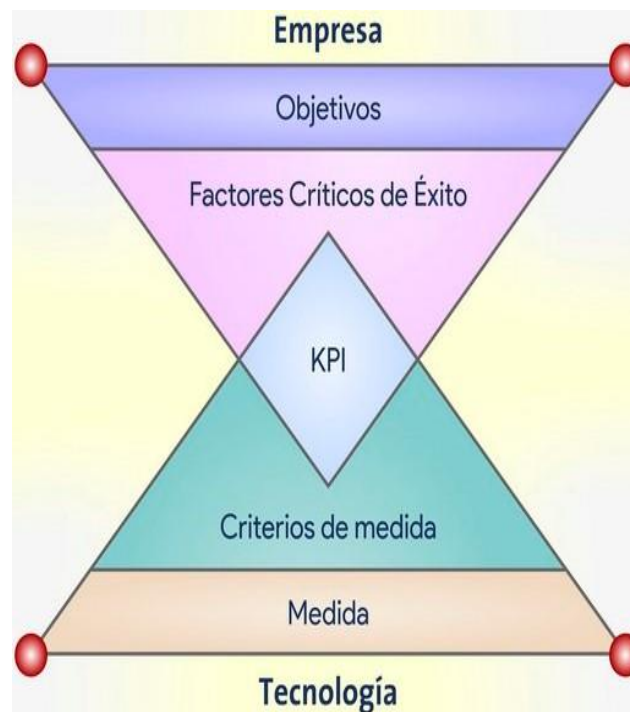 Empresa
Objetivos
Factores Críticos de Éxito
KPI
Criterios de medida
Medida
Tecnología